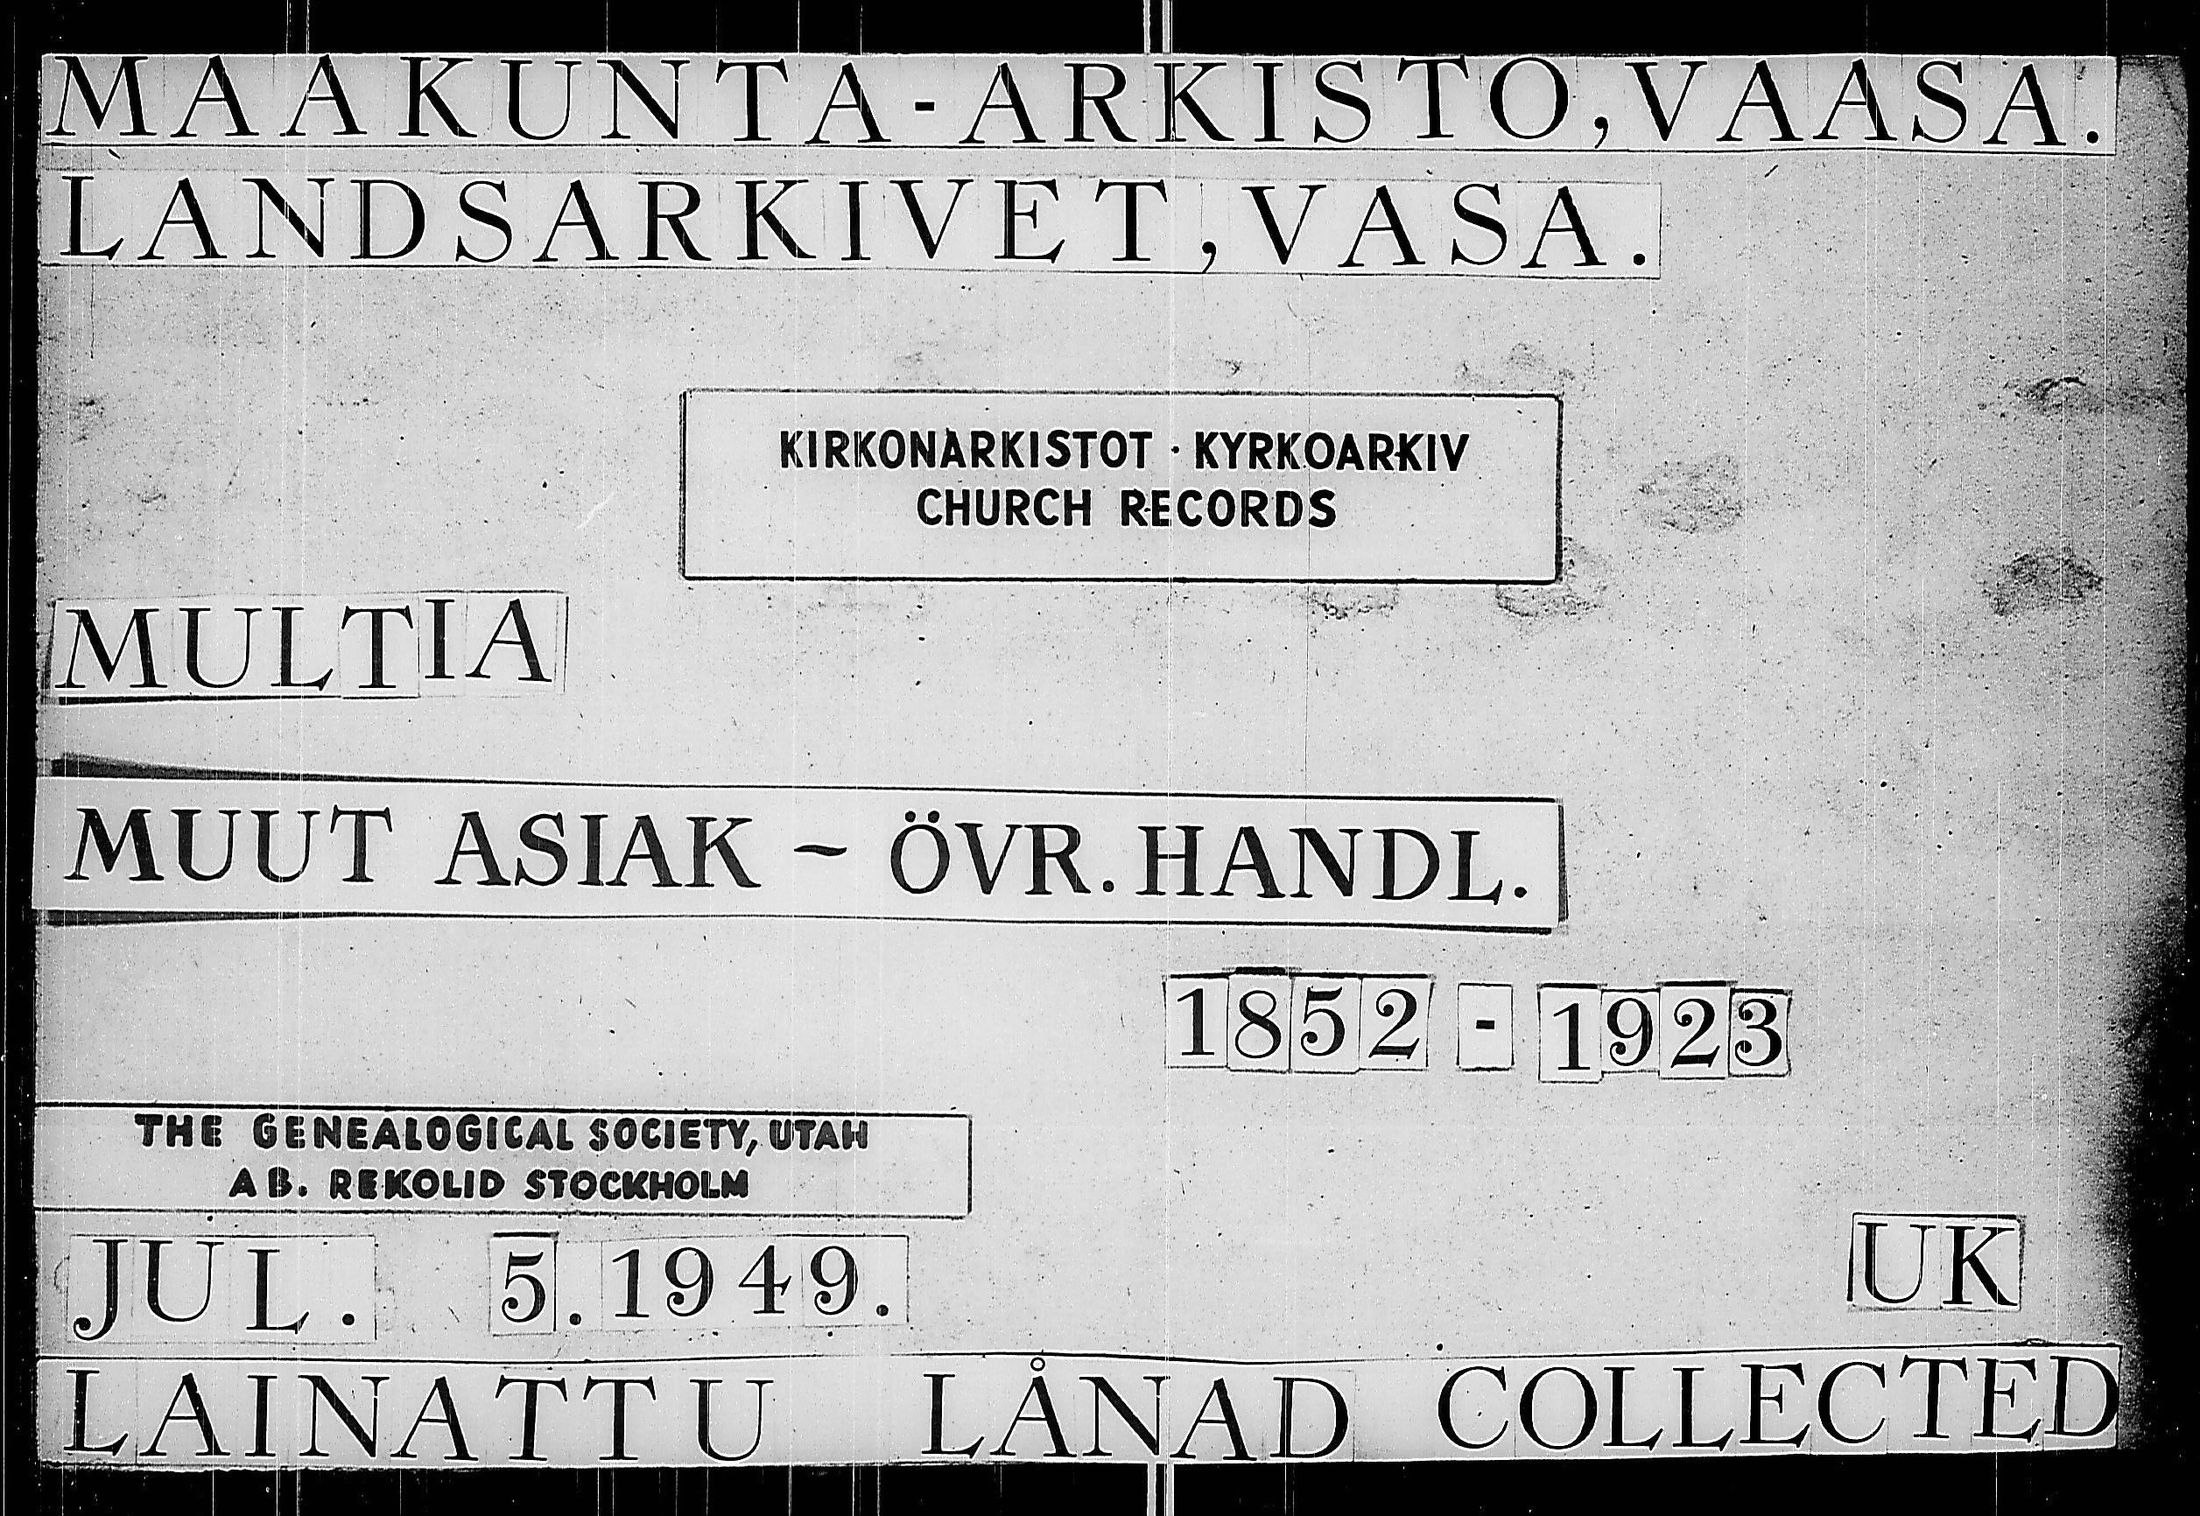 MAAKUNTA-ARKISTO, VAASA.
LANDSARKIVET, VASA.
KIRKONARKISTOT · KYRKOARKIV
CHURCH RECORDS
MULTIA
MUUT ASIAK ~ ÖVR. HANDL.
1852 - 1923
THE GENEALOGICAL SOCIETY, UTAH
AB. REKOLID STOCKHOLM
JUL. 5. 1949.
UK
LAINATTU LÅNAD COLLECTED